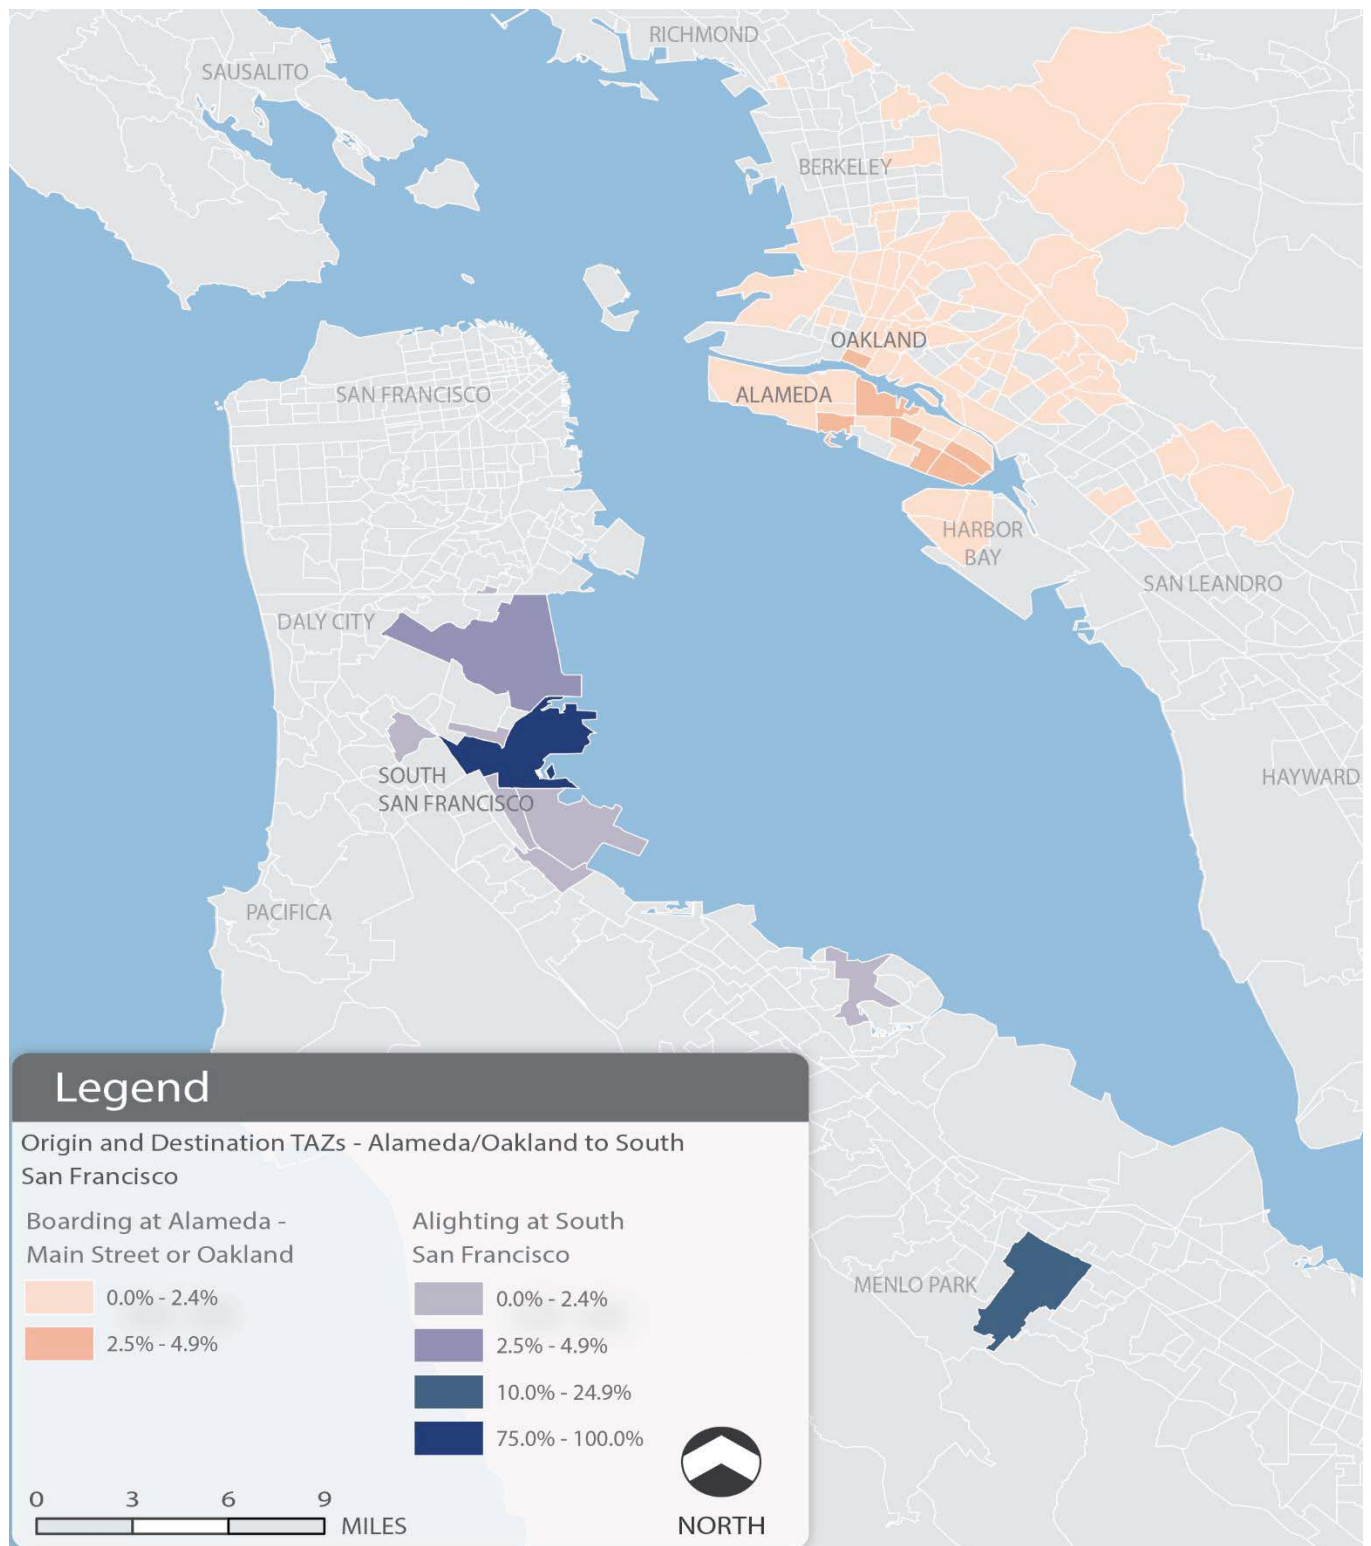 RICHMOND
SAUSALITO
BERKELEY
OAKLAND
SAN FRANCISCO
ALAMEDA
HARBOR
BAY
SAN LEANDRO
DALY CITY
SOUTH
SAN FRANCISCO
HAYWARD
PACIFICA
MENLO PARK
Legend
Origin and Destination TAZs - Alameda/Oakland to South
San Francisco
Boarding at Alameda -
Main Street or Oakland
0.0% - 2.4%
2.5% - 4.9%
Alighting at South
San Francisco
0.0% - 2.4%
2.5% - 4.9%
10.0% - 24.9%
75.0% - 100.0%
0 3 6 9
MILES
NORTH